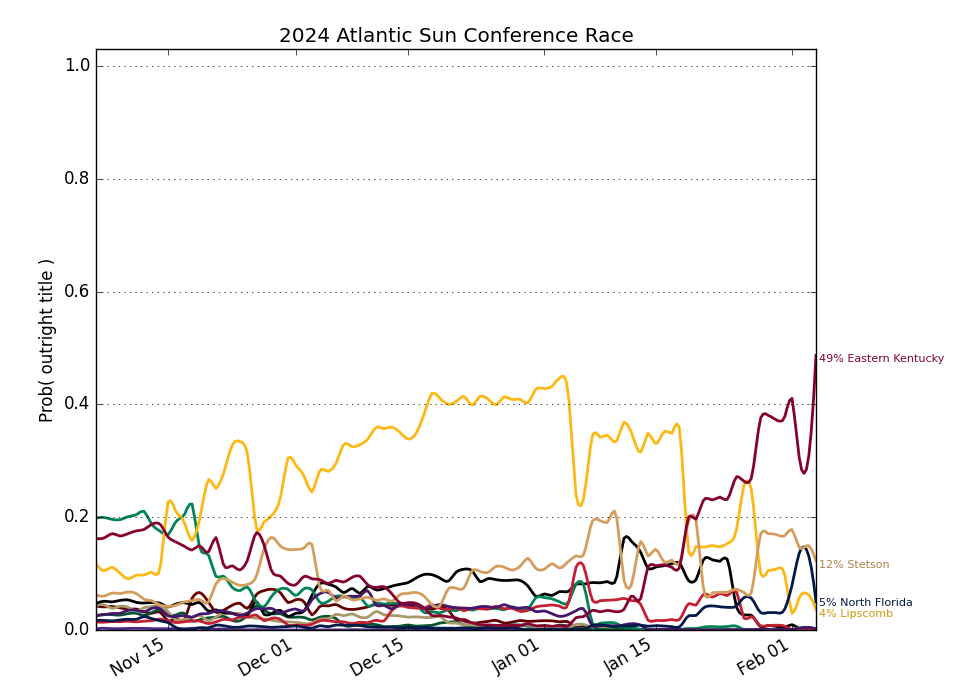 2024 Atlantic Sun Conference Race
Prob( outright title )
1.0
0.8
0.6
0.4
0.2
0.0
Nov 15
Dec 01
Dec 15
Jan 01
Jan 15
Feb 01
49% Eastern Kentucky
12% Stetson
5% North Florida
4% Lipscomb